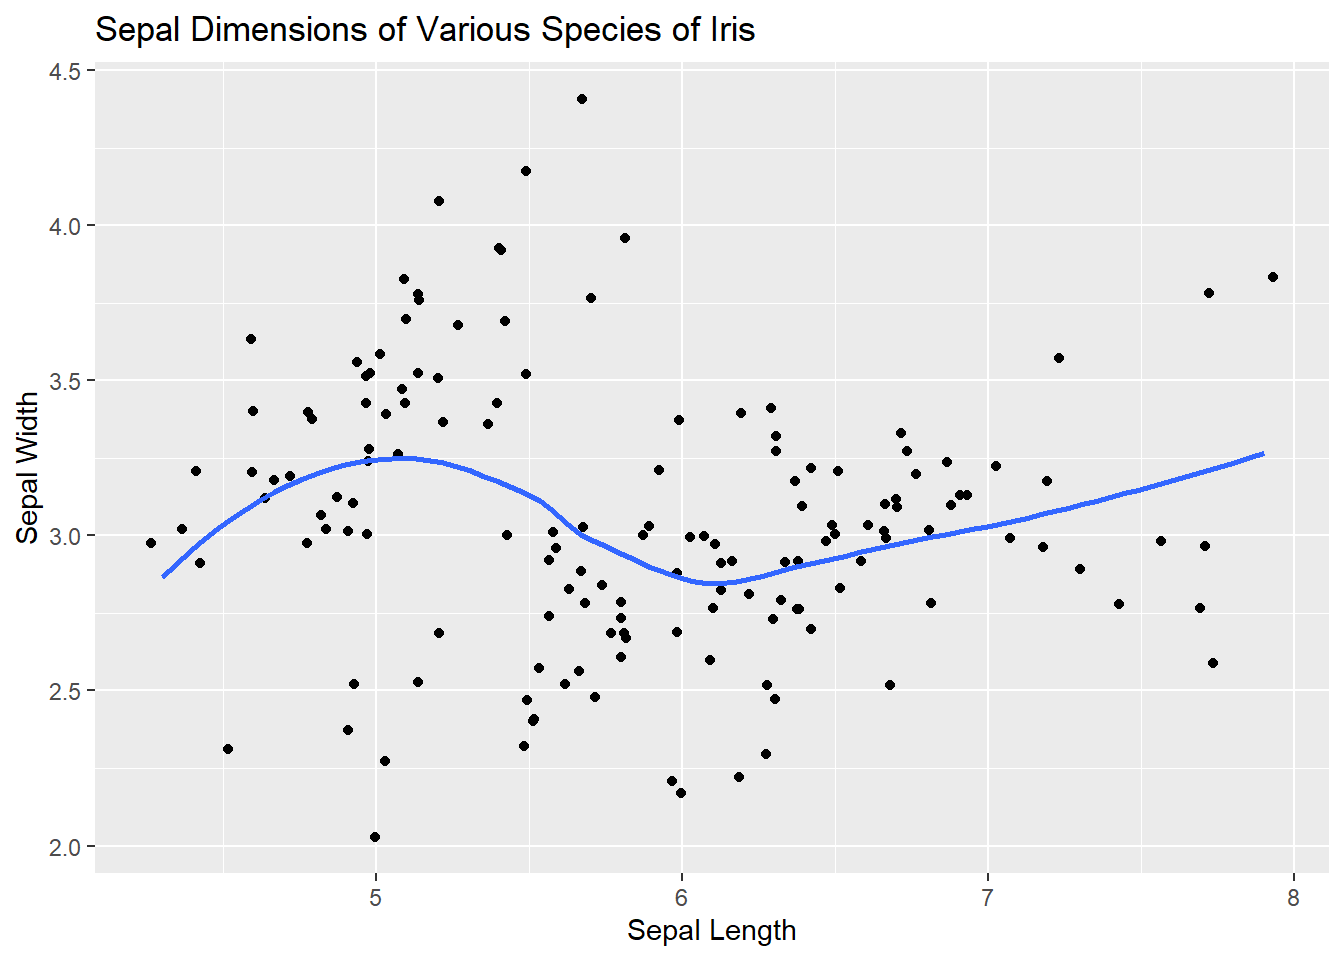 Sepal Dimensions of Various Species of Iris
4.5
4.0
3.5
3.0
2.5
2.0
Sepal Width
5 6 7 8
Sepal Length